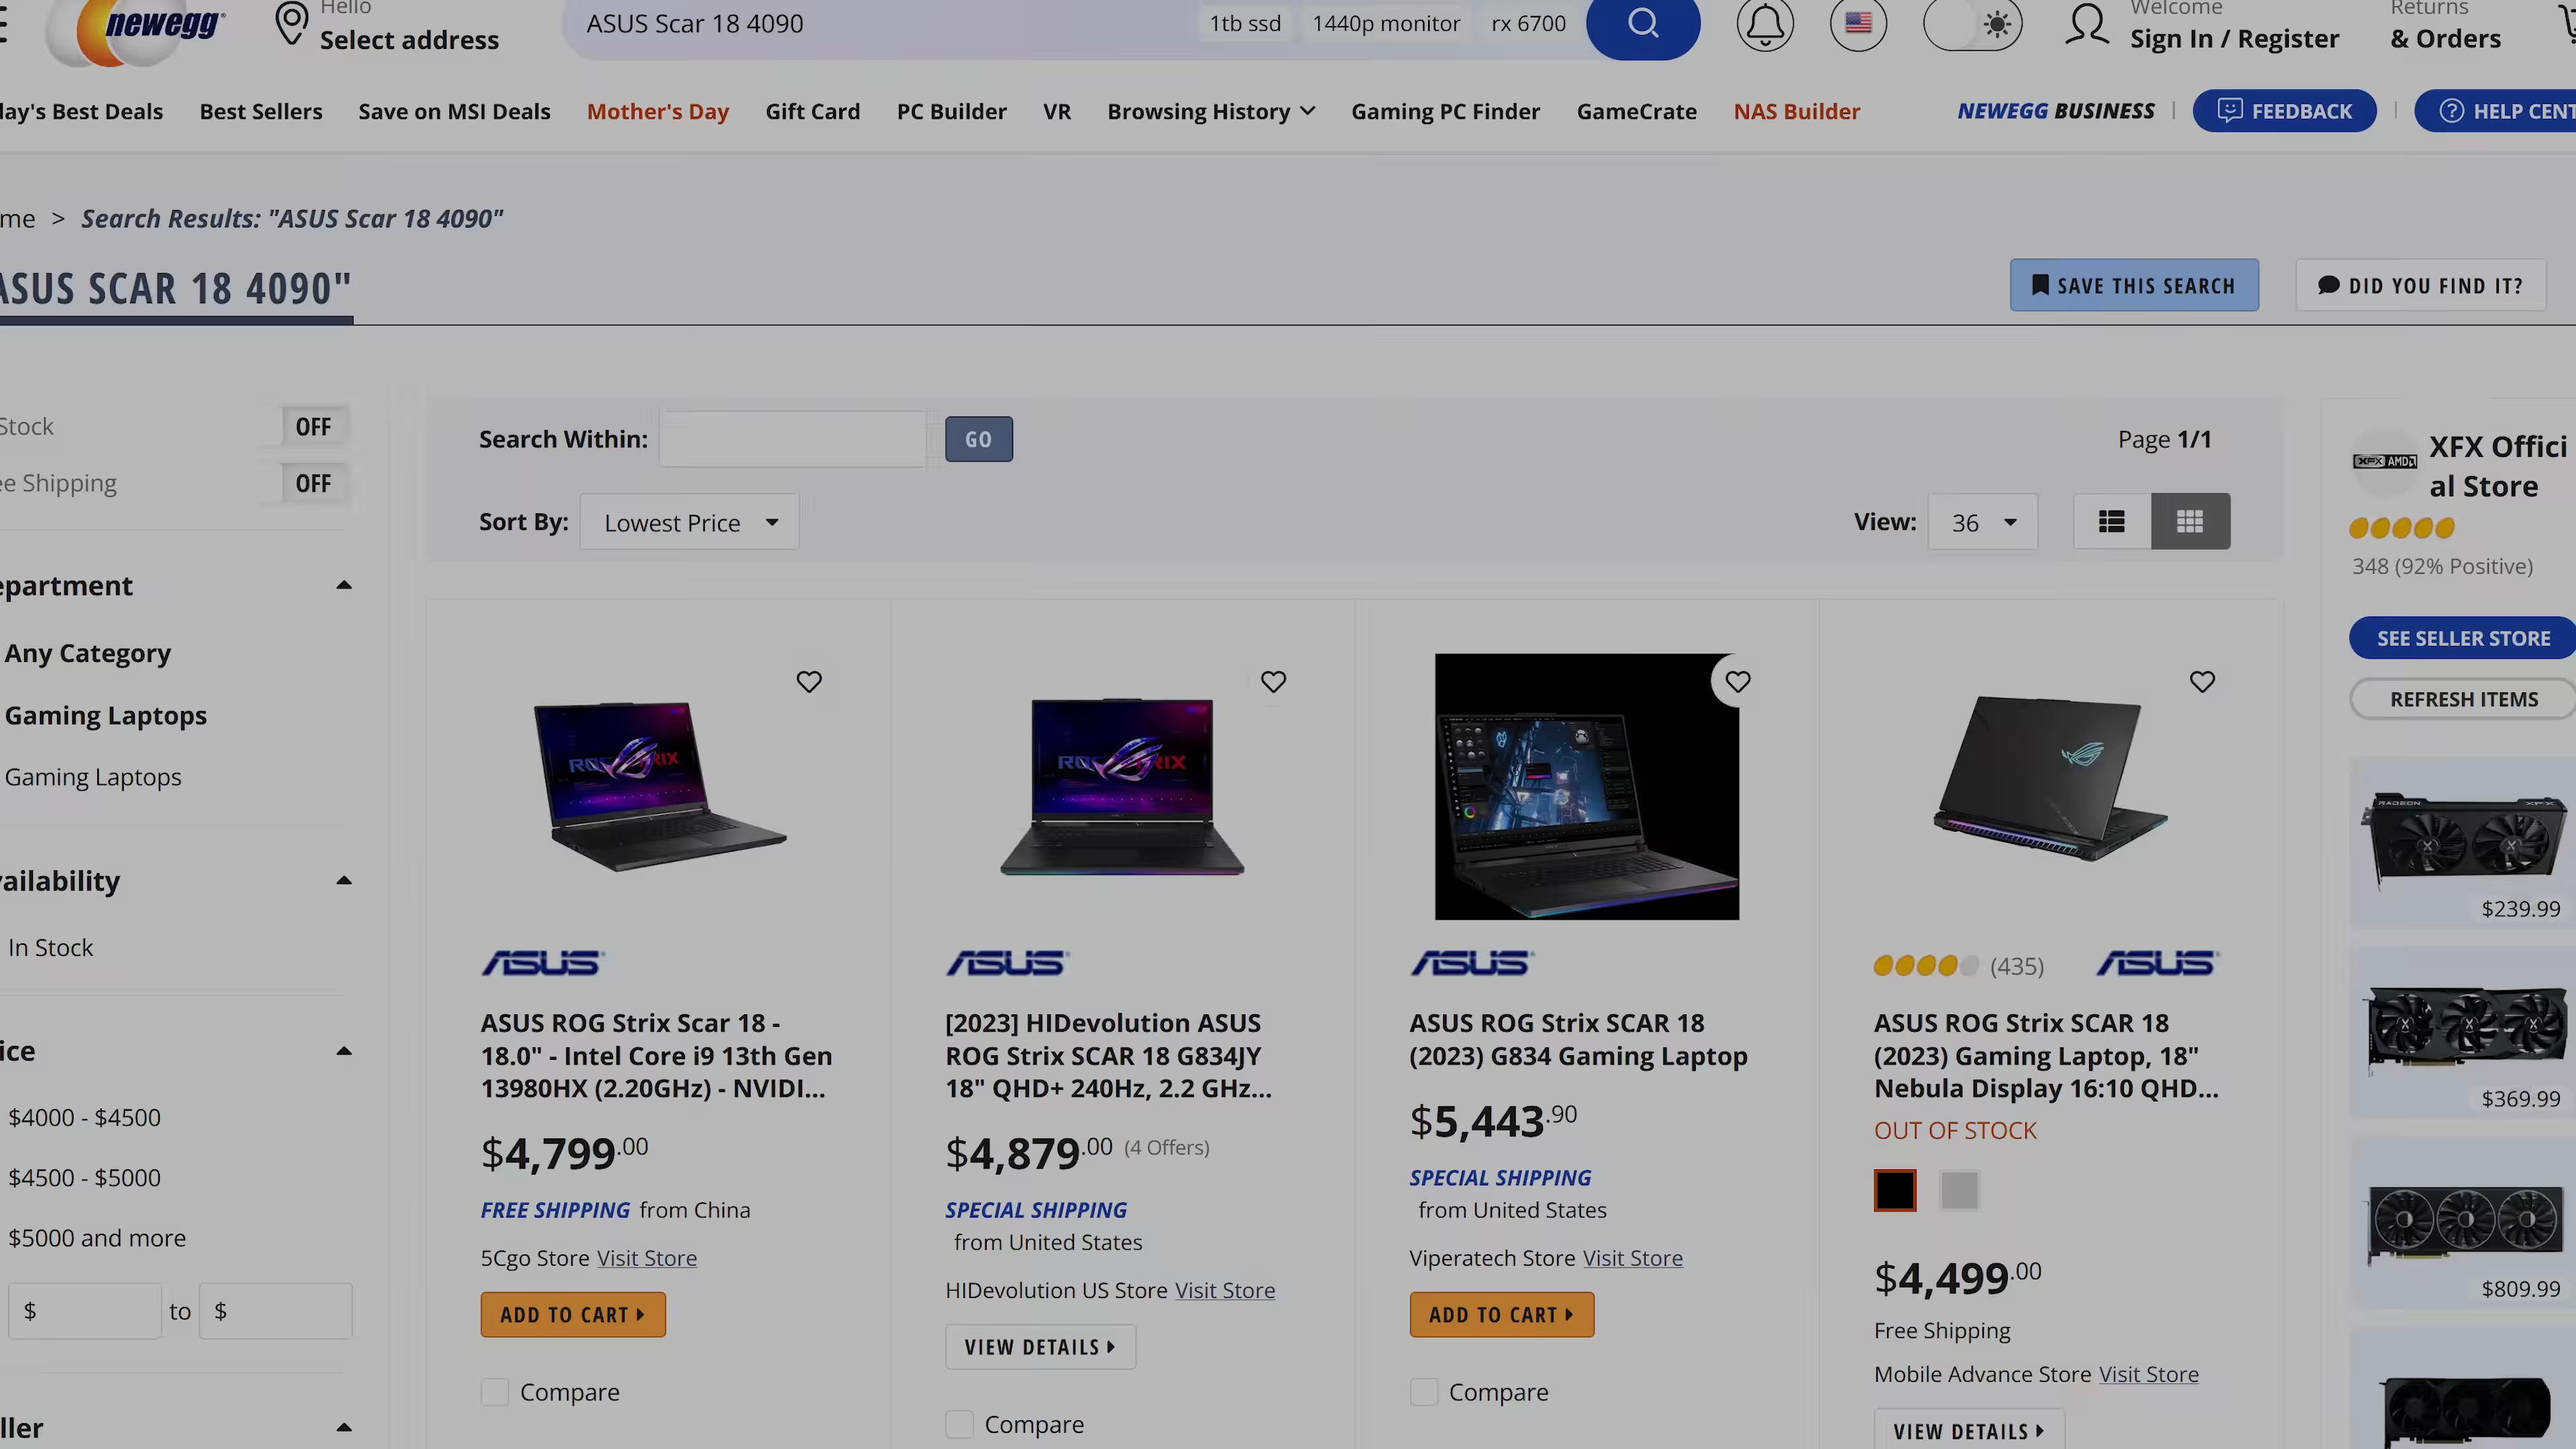 newegg
Hello
Select address
ASUS Scar 18 4090
1tb ssd
1440p monitor
rx 6700
Welcome
Sign In / Register
Returns
& Orders
lay's Best Deals
Best Sellers
Save on MSI Deals
Mother's Day
Gift Card
PC Builder
VR
Browsing History
Gaming PC Finder
GameCrate
NAS Builder
NEWEGG BUSINESS
FEEDBACK
HELP CENT
me > Search Results: "ASUS Scar 18 4090"
ASUS SCAR 18 4090"
SAVE THIS SEARCH
DID YOU FIND IT?
Stock
OFF
ee Shipping
OFF
epartment
Any Category
Gaming Laptops
Gaming Laptops
vailability
In Stock
ice
$4000 - $4500
$4500 - $5000
$5000 and more
$ to $
ller
Search Within:
GO
Page 1/1
Sort By:
Lowest Price
View:
36
ASUS
ASUS ROG Strix Scar 18 -
18.0" - Intel Core i9 13th Gen
13980HX (2.20GHz) - NVIDI...
$4,799.00
FREE SHIPPING from China
5Cgo Store Visit Store
ADD TO CART
Compare
ASUS
[2023] HIDevolution ASUS
ROG Strix SCAR 18 G834JY
18" QHD+ 240Hz, 2.2 GHz...
$4,879.00 (4 Offers)
SPECIAL SHIPPING
from United States
HIDevolution US Store Visit Store
VIEW DETAILS
Compare
ASUS
ASUS ROG Strix SCAR 18
(2023) G834 Gaming Laptop
$5,443.90
SPECIAL SHIPPING
from United States
Viperatech Store Visit Store
ADD TO CART
Compare
(435)
ASUS
ASUS ROG Strix SCAR 18
(2023) Gaming Laptop, 18"
Nebula Display 16:10 QHD...
OUT OF STOCK
$4,499.00
Free Shipping
Mobile Advance Store Visit Store
VIEW DETAILS
XFX AMD
XFX Offici
al Store
348 (92% Positive)
SEE SELLER STORE
REFRESH ITEMS
RADEON
XFX
$239.99
$369.99
$809.99